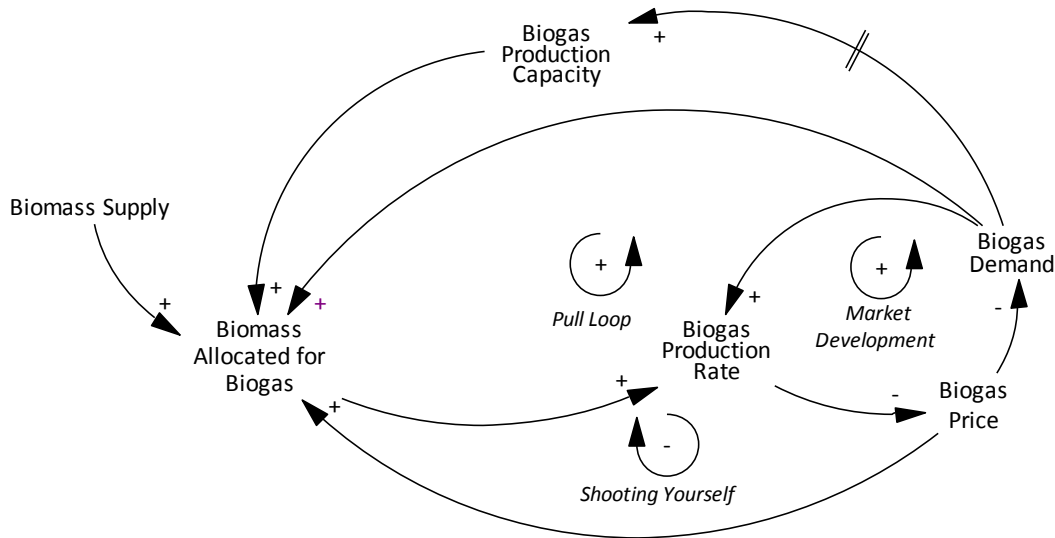 Biogas
Production
Capacity
+
Biomass Supply
+
+
+
Biomass
Allocated for
Biogas
+
+
Pull Loop
+
Biogas
Production
Rate
+
+
Market
Development
Biogas
Demand
-
-
Biogas
Price
-
Shooting Yourself